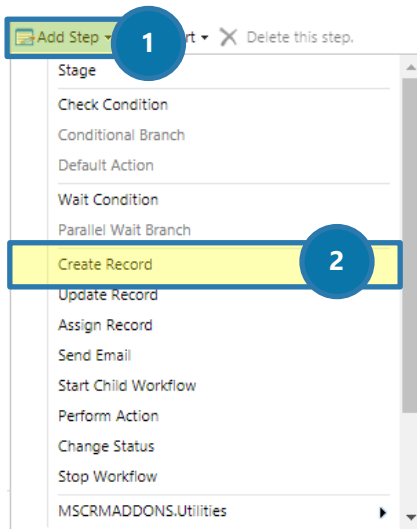 Add Step 1 rt Delete this step.
Stage
Check Condition
Conditional Branch
Default Action
Wait Condition
Parallel Wait Branch
Create Record 2
Update Record
Assign Record
Send Email
Start Child Workflow
Perform Action
Change Status
Stop Workflow
MSCRMADDONS.Utilities